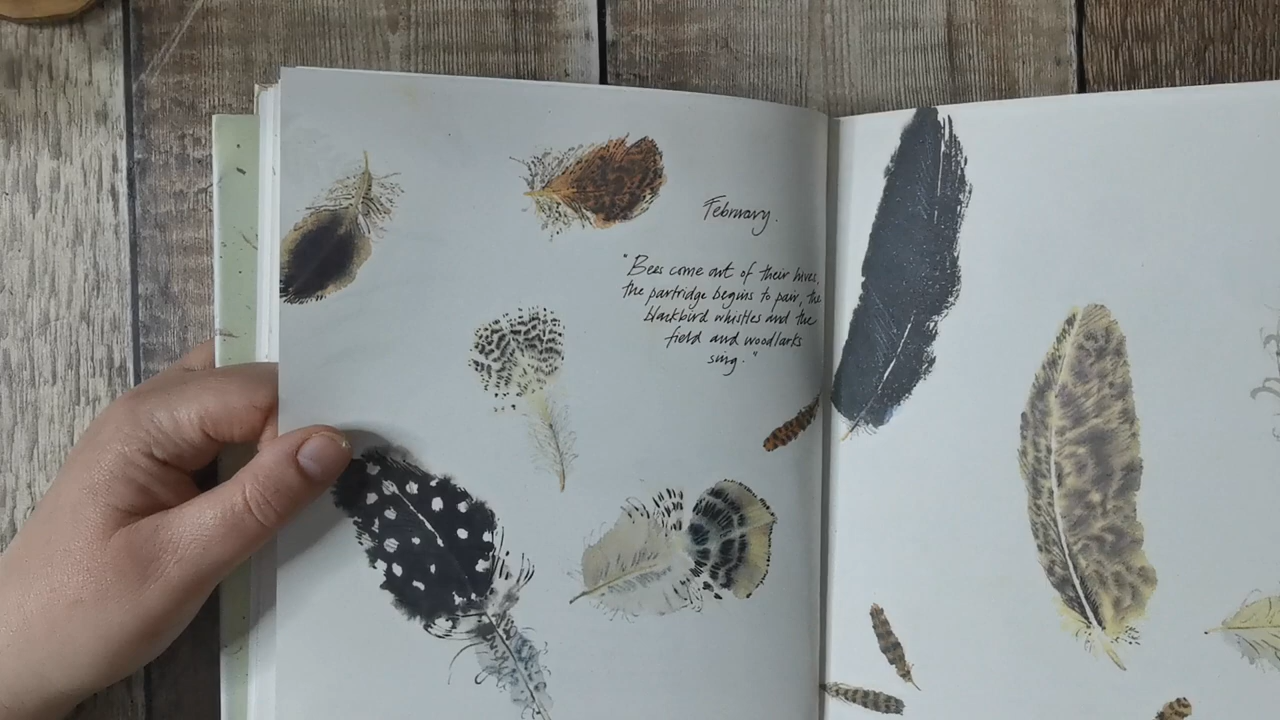 February.
"Bees come out of their hives,
the partridge begins to pair, the
blackbird whistles and the
field and woodlarks
sing."